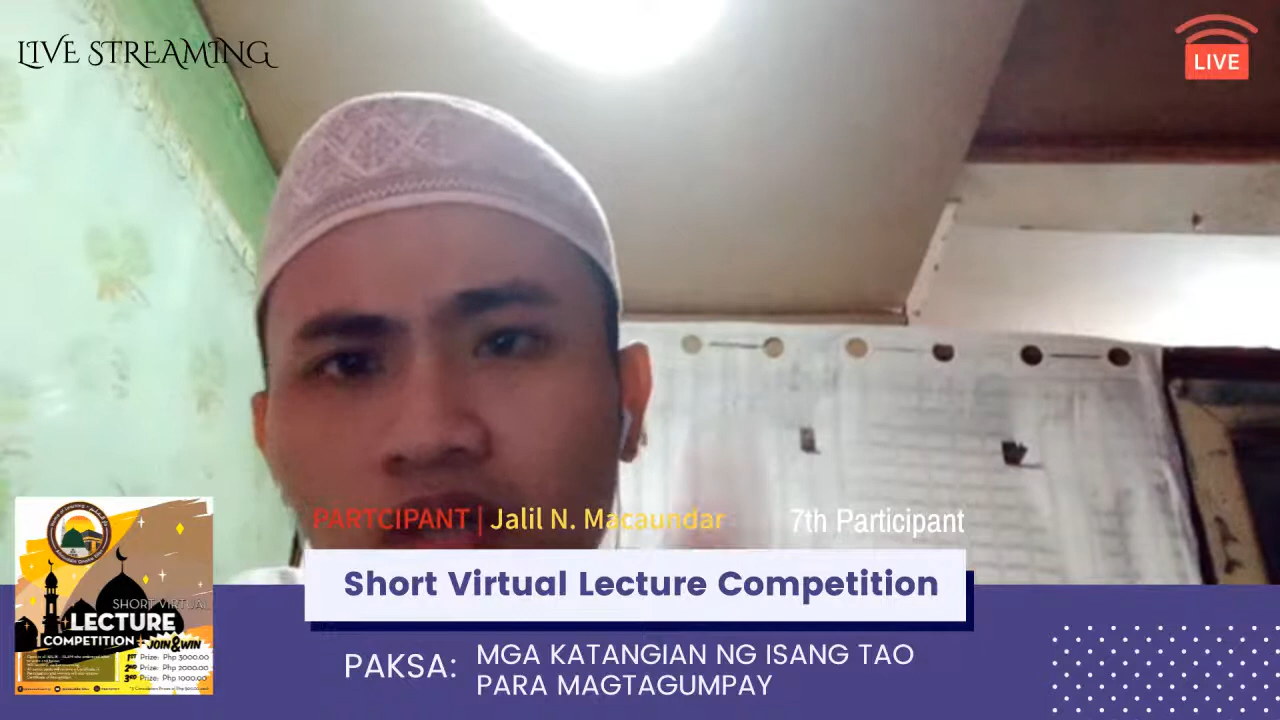 LIVE STREAMING
LIVE
PARTCIPANT | Jalil N. Macaundar
7th Participant
Short Virtual Lecture Competition
PAKSA: MGA KATANGIAN NG ISANG TAO
PARA MAGTAGUMPAY
SHORT VIRTUAL
LECTURE
COMPETITION
JOIN & WIN
1ST Prize: Php 3000.00
2ND Prize: Php 2000.00
3RD Prize: Php 1000.00